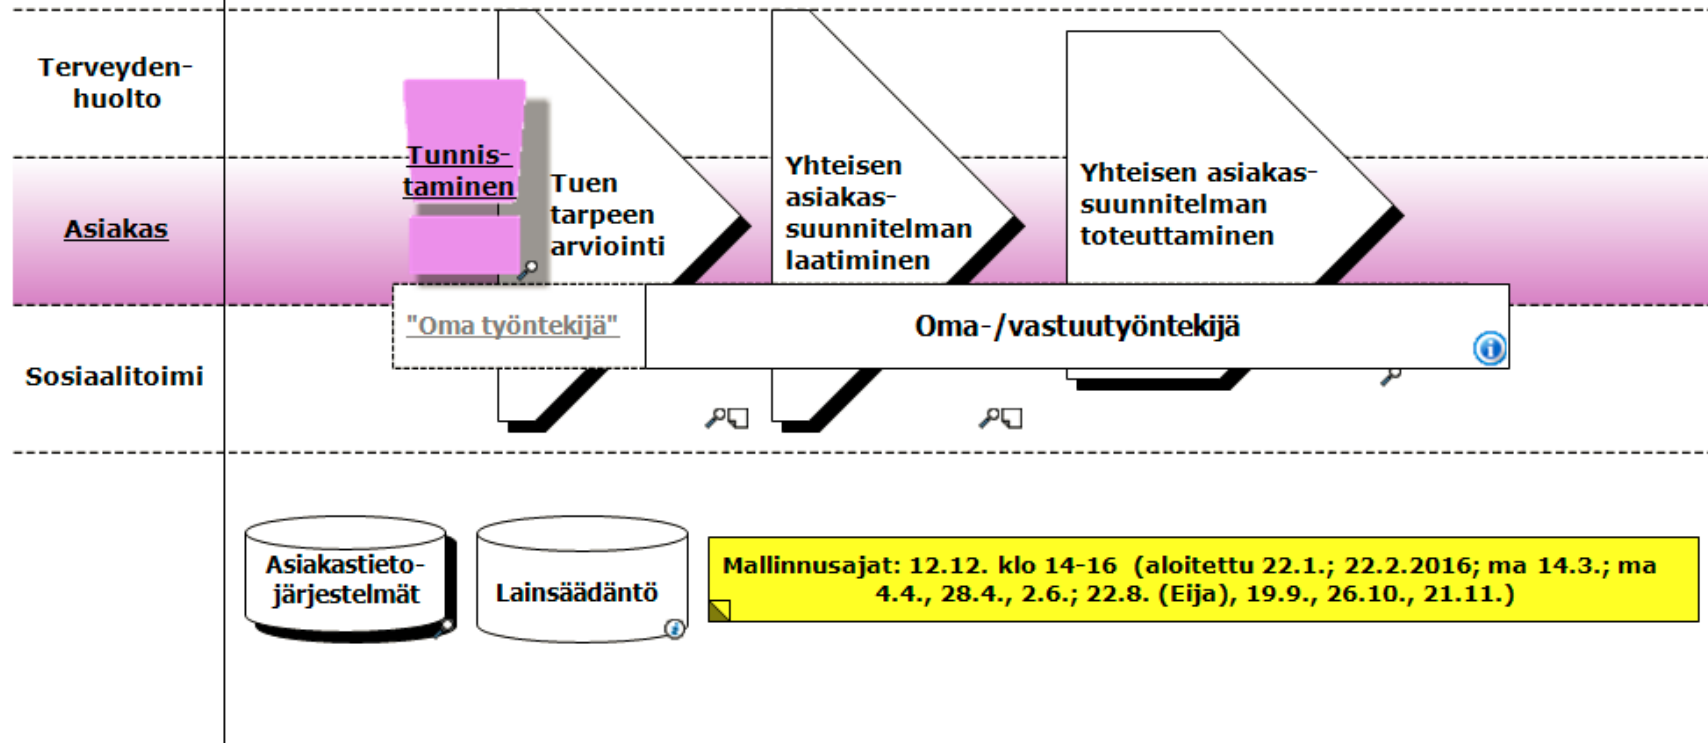 Terveyden-
huolto
Asiakas
Sosiaalitoimi
Tunnis-
taminen
Tuen
tarpeen
arviointi
Yhteisen
asiakas-
suunnitelman
laatiminen
Yhteisen asiakas-
suunnitelman
toteuttaminen
"Oma työntekijä"
Oma-/vastuutyöntekijä
Asiakastieto-
järjestelmät
Lainsäädäntö
Mallinnusajat: 12.12. klo 14-16 (aloitettu 22.1.; 22.2.2016; ma 14.3.; ma
4.4., 28.4., 2.6.; 22.8. (Eija), 19.9., 26.10., 21.11.)